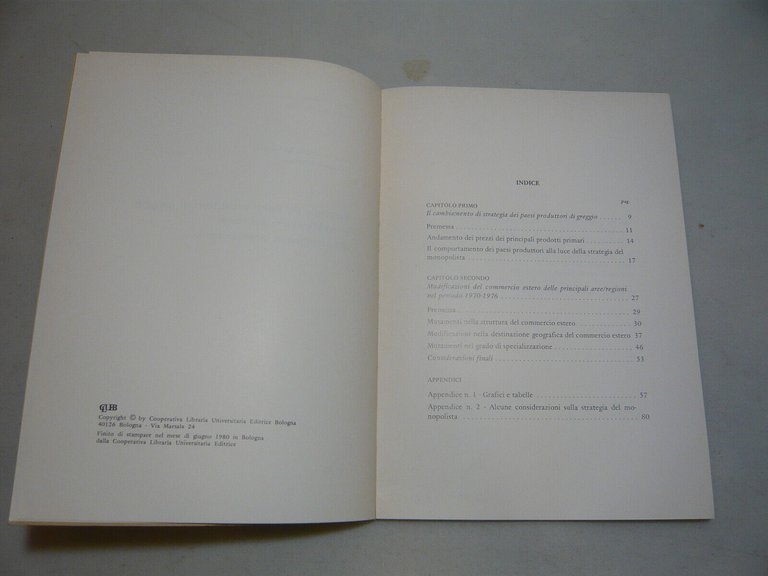 CLUEB
Copyright © by Cooperativa Libraria Universitaria Editrice Bologna
40126 Bologna - Via Marsala 24
Finito di stampare nel mese di giugno 1980 in Bologna
dalla Cooperativa Libraria Universitaria Editrice
INDICE
pag.
CAPITOLO PRIMO
Il cambiamento di strategia dei paesi produttori di greggio 9
Premessa 11
Andamento dei prezzi dei principali prodotti primari 14
Il comportamento dei paesi produttori alla luce della strategia del
monopolista 17
CAPITOLO SECONDO
Modificazioni del commercio estero delle principali aree/regioni
nel periodo 1970-1976 27
Premessa 29
Mutamenti nella struttura del commercio estero 30
Modificazione nella destinazione geografica del commercio estero 37
Mutamenti nel grado di specializzazione 46
Considerazioni finali 53
APPENDICI
Appendice n. 1 - Grafici e tabelle 57
Appendice n. 2 - Alcune considerazioni sulla strategia del mo-
nopolista 80